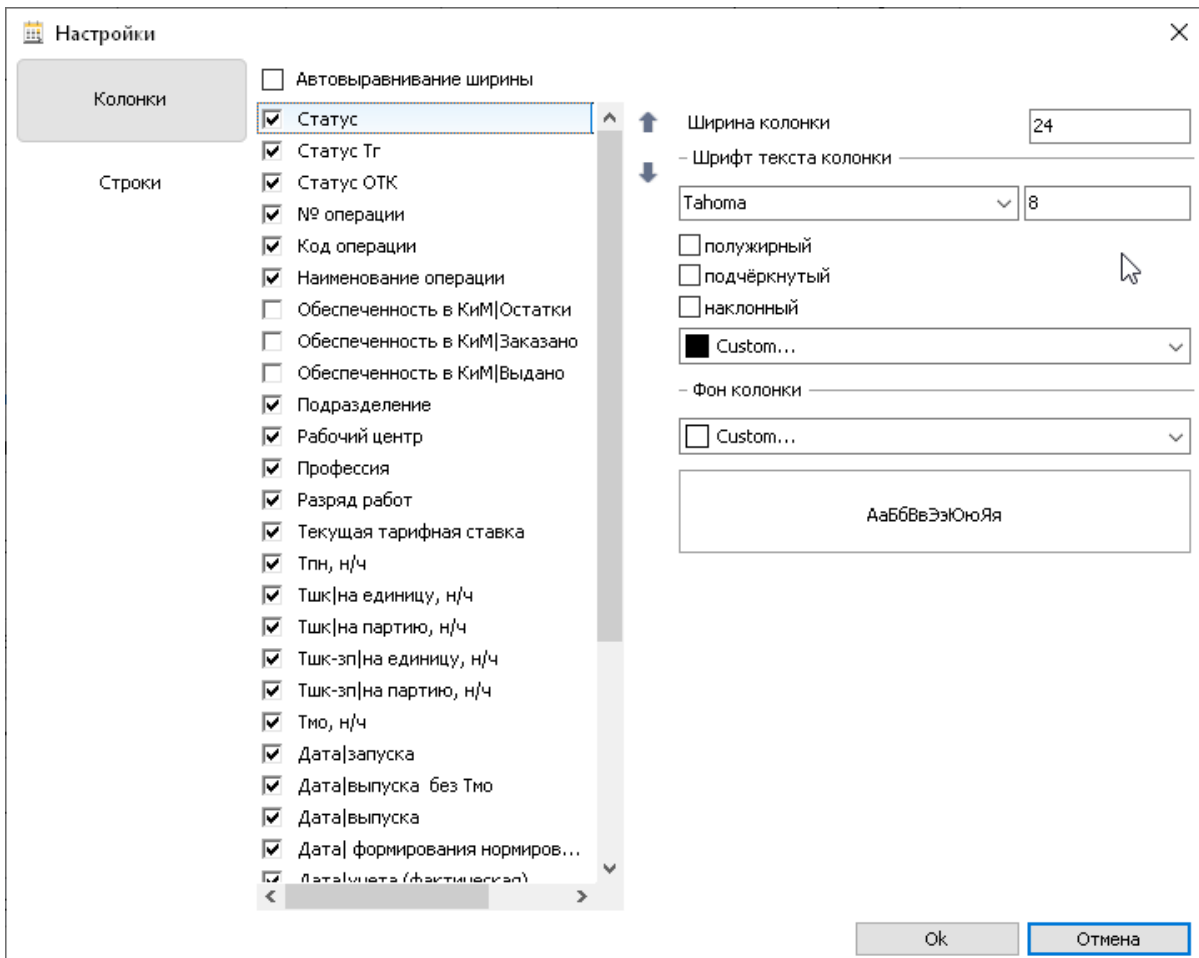 Настройки
Колонки
Строки
Автовыравнивание ширины
Статус
Статус Тг
Статус ОТК
№ операции
Код операции
Наименование операции
Обеспеченность в КиМ|Остатки
Обеспеченность в КиМ|Заказано
Обеспеченность в КиМ|Выдано
Подразделение
Рабочий центр
Профессия
Разряд работ
Текущая тарифная ставка
Тпн, н/ч
Тшк|на единицу, н/ч
Тшк|на партию, н/ч
Тшк-зп|на единицу, н/ч
Тшк-зп|на партию, н/ч
Тмо, н/ч
Дата|запуска
Дата|выпуска  без Тмо
Дата|выпуска
Дата| формирования нормиров...
Дата|учета (фактическая)
Ширина колонки
24
Шрифт текста колонки
Tahoma
8
полужирный
подчёркнутый
наклонный
Custom...
Фон колонки
Custom...
АаБбВвЭэЮюЯя
Ok
Отмена